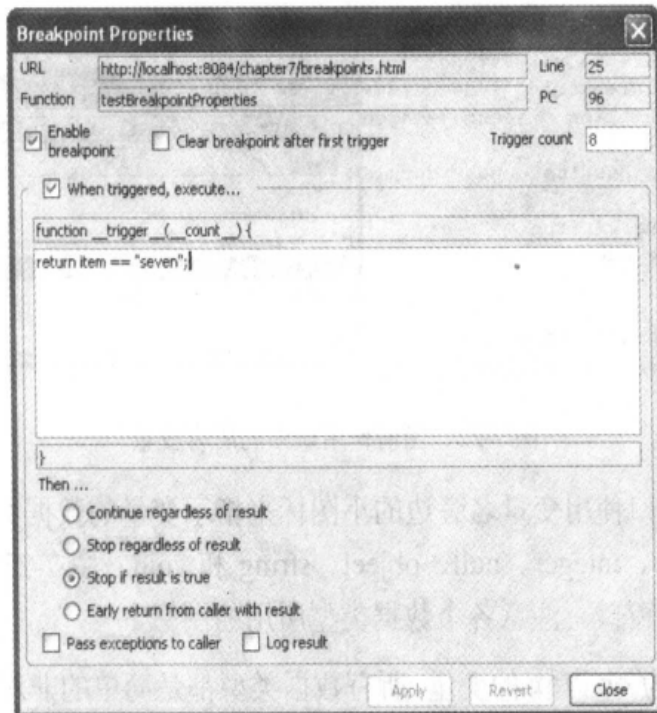 Breakpoint Properties
URL http://localhost:8084/chapter7/breakpoints.html Line 25
Function testBreakpointProperties PC 96
Enable breakpoint Clear breakpoint after first trigger Trigger count 8
When triggered, execute...
function __trigger__(__count__) {
return item == "seven";
}
Then ...
Continue regardless of result
Stop regardless of result
Stop if result is true
Early return from caller with result
Pass exceptions to caller Log result
Apply Revert Close